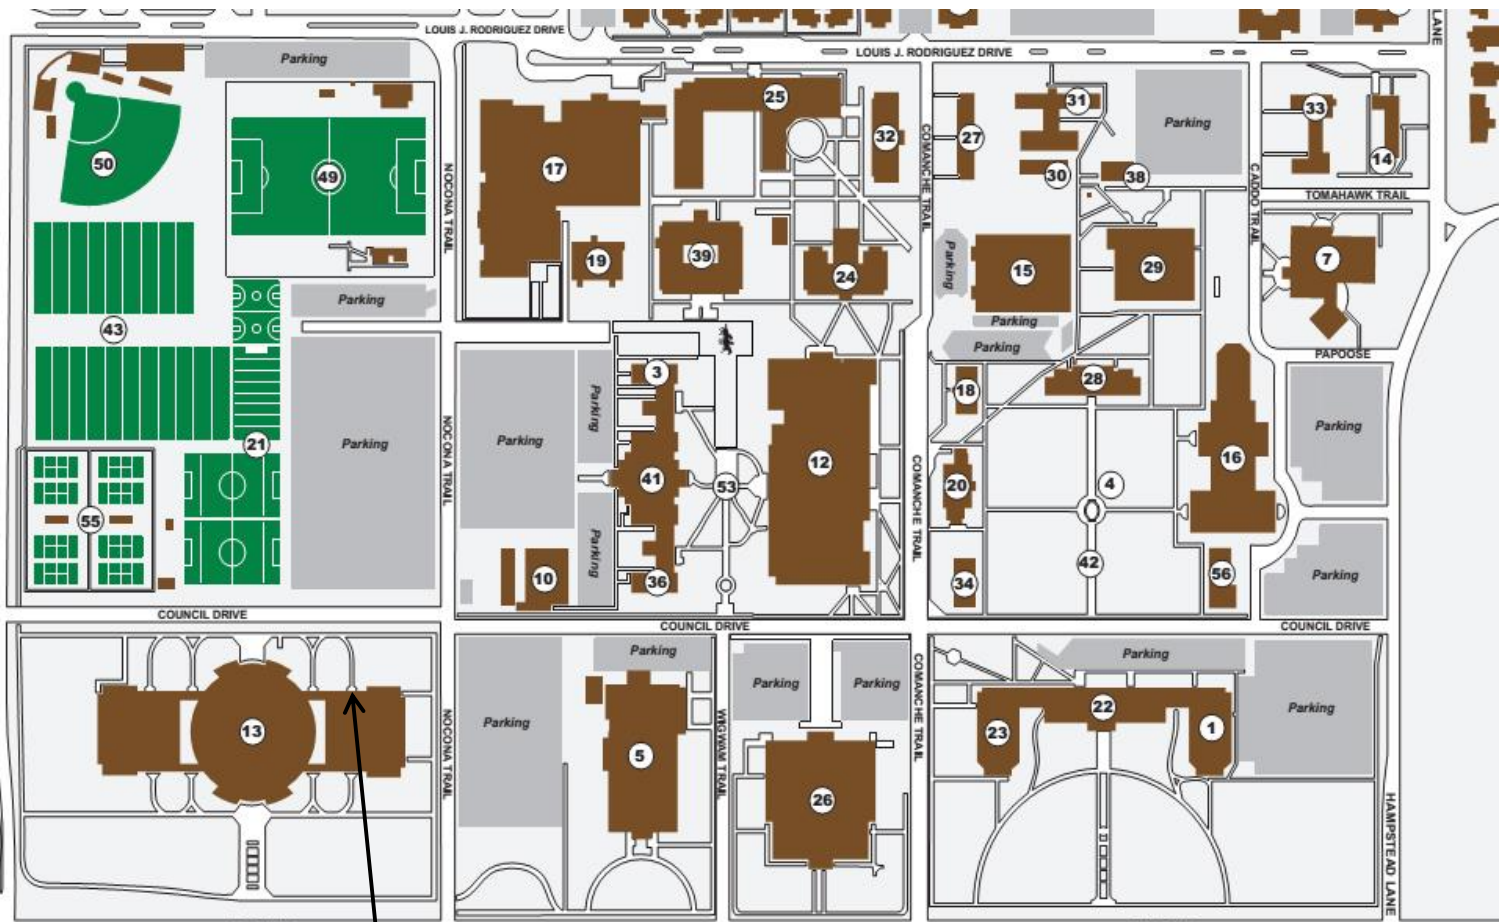 LOUIS J. RODRIGUEZ DRIVE
LOUIS J. RODRIGUEZ DRIVE
LANE
Parking
25
31
33
32
27
Parking
50
17
14
49
30
38
NOCONA TRAIL
COMANCHE TRAIL
CADDO TRAIL
TOMAHAWK TRAIL
19
39
24
Parking
15
29
7
Parking
Parking
43
Parking
PAPOOSE
3
18
28
Parking
Parking
Parking
Parking
21
NOCONA TRAIL
41
12
16
53
20
4
COMANCHE TRAIL
55
Parking
10
36
42
34
56
Parking
COUNCIL DRIVE
COUNCIL DRIVE
COUNCIL DRIVE
Parking
Parking
Parking
Parking
COMANCHE TRAIL
Parking
13
Parking
23
22
1
NOCONA TRAIL
5
WIGWAM TRAIL
26
HAMPSTEAD LANE